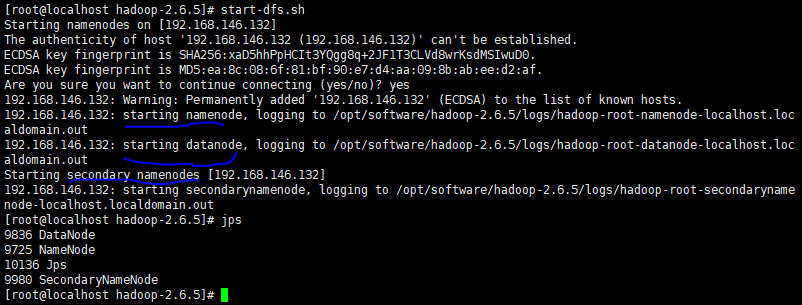 [root@localhost hadoop-2.6.5]# start-dfs.sh
Starting namenodes on [192.168.146.132]
The authenticity of host '192.168.146.132 (192.168.146.132)' can't be established.
ECDSA key fingerprint is SHA256:xaD5hhPpHCIt3YQgg8q+2JFlT3CLVd8wrKsdMSIwuD0.
ECDSA key fingerprint is MD5:ea:8c:08:6f:81:bf:90:e7:d4:aa:09:8b:ab:ee:d2:af.
Are you sure you want to continue connecting (yes/no)? yes
192.168.146.132: Warning: Permanently added '192.168.146.132' (ECDSA) to the list of known hosts.
192.168.146.132: starting namenode, logging to /opt/software/hadoop-2.6.5/logs/hadoop-root-namenode-localhost.loc
aldomain.out
192.168.146.132: starting datanode, logging to /opt/software/hadoop-2.6.5/logs/hadoop-root-datanode-localhost.loc
aldomain.out
Starting secondary namenodes [192.168.146.132]
192.168.146.132: starting secondarynamenode, logging to /opt/software/hadoop-2.6.5/logs/hadoop-root-secondaryname
node-localhost.localdomain.out
[root@localhost hadoop-2.6.5]# jps
9836 DataNode
9725 NameNode
10136 Jps
9980 SecondaryNameNode
[root@localhost hadoop-2.6.5]#